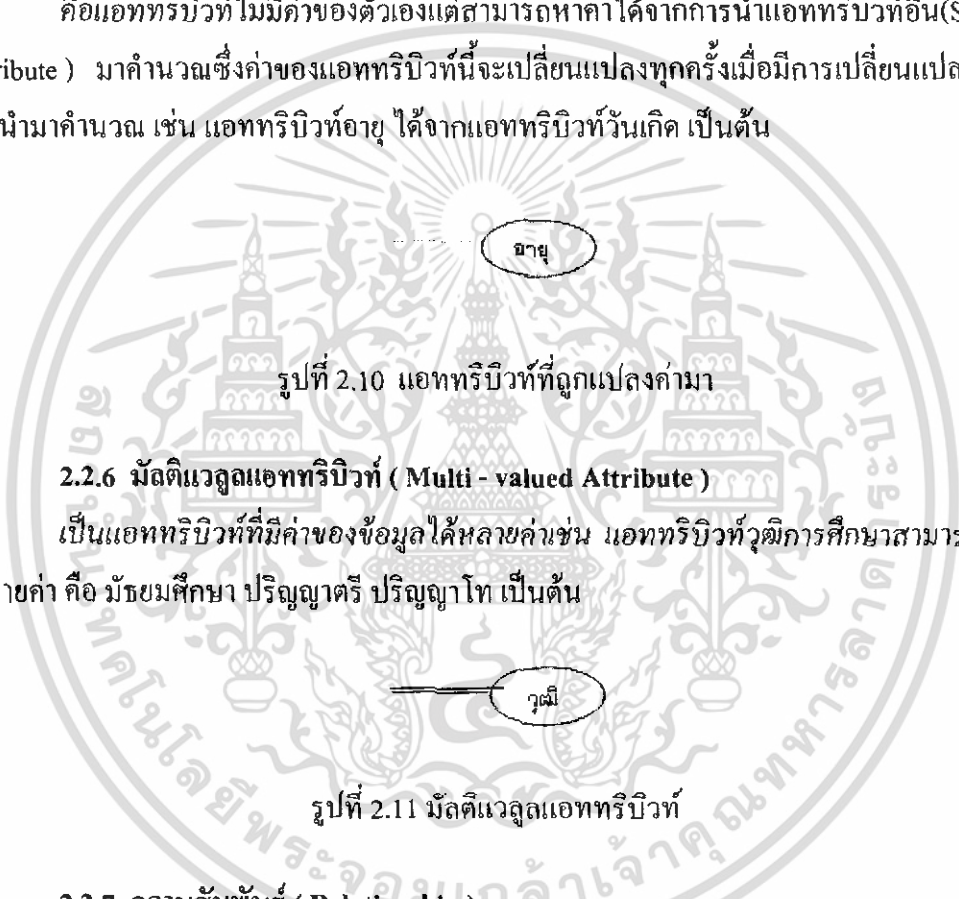 คือแอททริบิวท์ไม่มีค่าของตัวเองแต่สามารถหาค่าได้จากการนำแอททริบิวท์อื่น(S
ribute ) มาคำนวณซึ่งค่าของแอททริบิวท์นี้จะเปลี่ยนแปลงทุกครั้งเมื่อมีการเปลี่ยนแปล
นำมาคำนวณ เช่น แอททริบิวท์อายุ ได้จากแอททริบิวท์วันเกิด เป็นต้น
อายุ
รูปที่ 2.10 แอททริบิวท์ที่ถูกแปลงค่ามา
2.2.6 มัลติแวลูลแอททริบิวท์ ( Multi - valued Attribute )
เป็นแอททริบิวท์ที่มีค่าของข้อมูลได้หลายค่าเช่น แอททริบิวท์วุฒิการศึกษาสามาร
ายค่า คือ มัธยมศึกษา ปริญญาตรี ปริญญาโท เป็นต้น
วุฒิ
รูปที่ 2.11 มัลติแวลูลแอททริบิวท์
2.2.7 ความสัมพันธ์ ( Relationship )